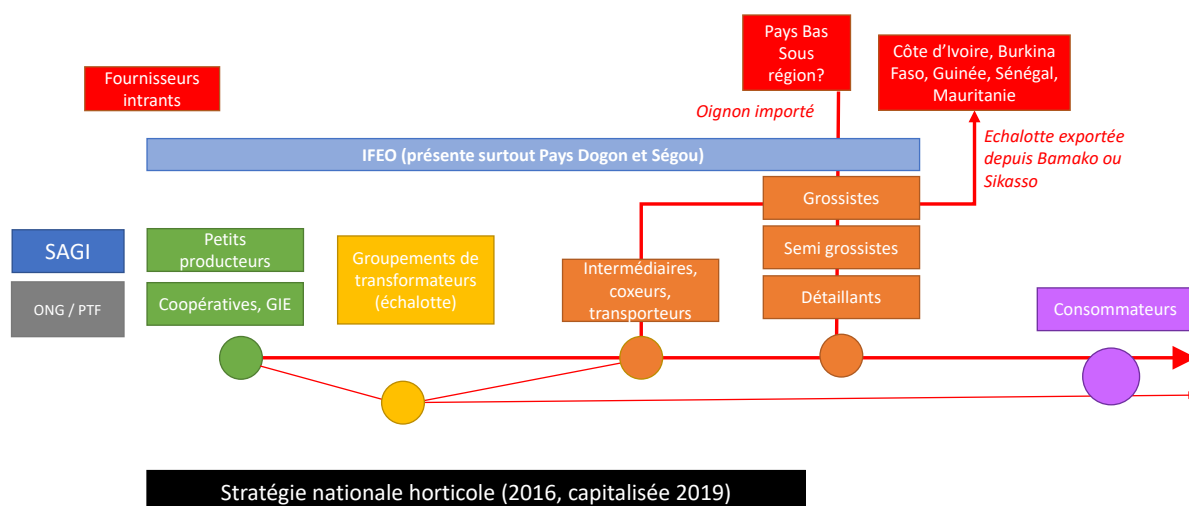 Pays Bas
Sous
région?
Côte d'Ivoire, Burkina
Faso, Guinée, Sénégal,
Mauritanie
Fournisseurs
intrants
Oignon importé
Echalotte exportée
depuis Bamako ou
Sikasso
IFEO (présente surtout Pays Dogon et Ségou)
Grossistes
SAGI
Petits
producteurs
Groupements de
transformateurs
(échalotte)
Semi grossistes
Intermédiaires,
coxeurs,
transporteurs
ONG / PTF
Coopératives, GIE
Détaillants
Consommateurs
Stratégie nationale horticole (2016, capitalisée 2019)